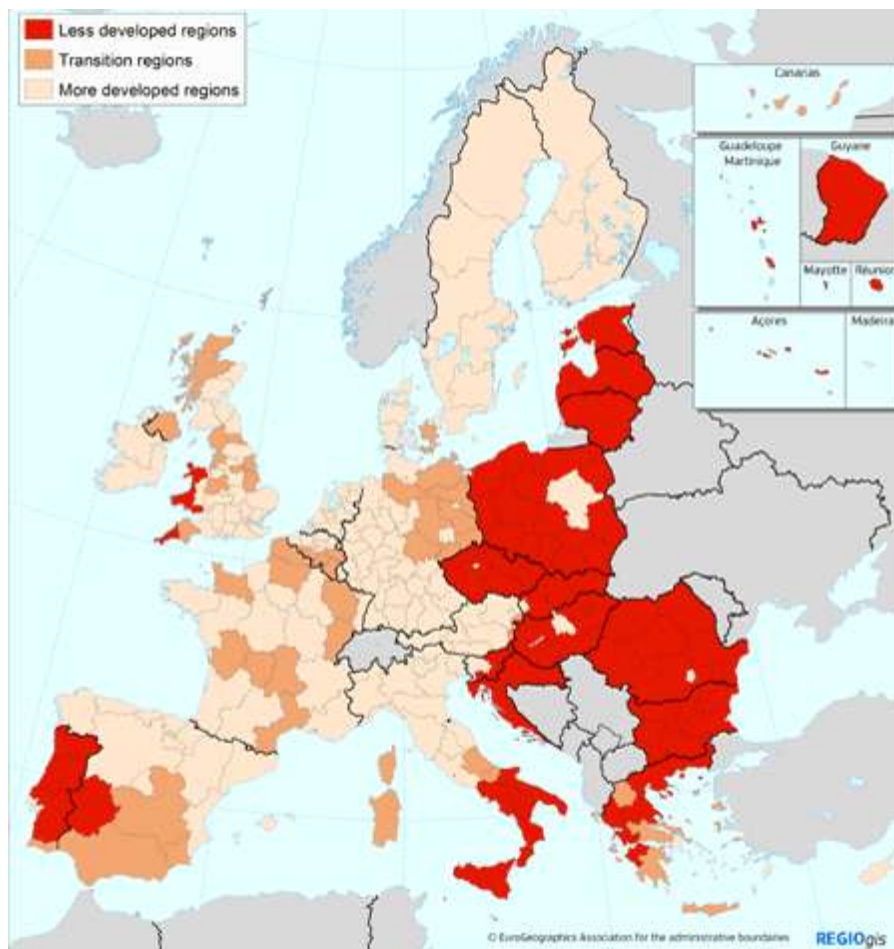 Less developed regions
Transition regions
More developed regions
Canarias
Guadeloupe
Martinique
Guyane
Mayotte
Réunion
Açores
Madeira
© EuroGeographics Association for the administrative boundaries
REGIOgis